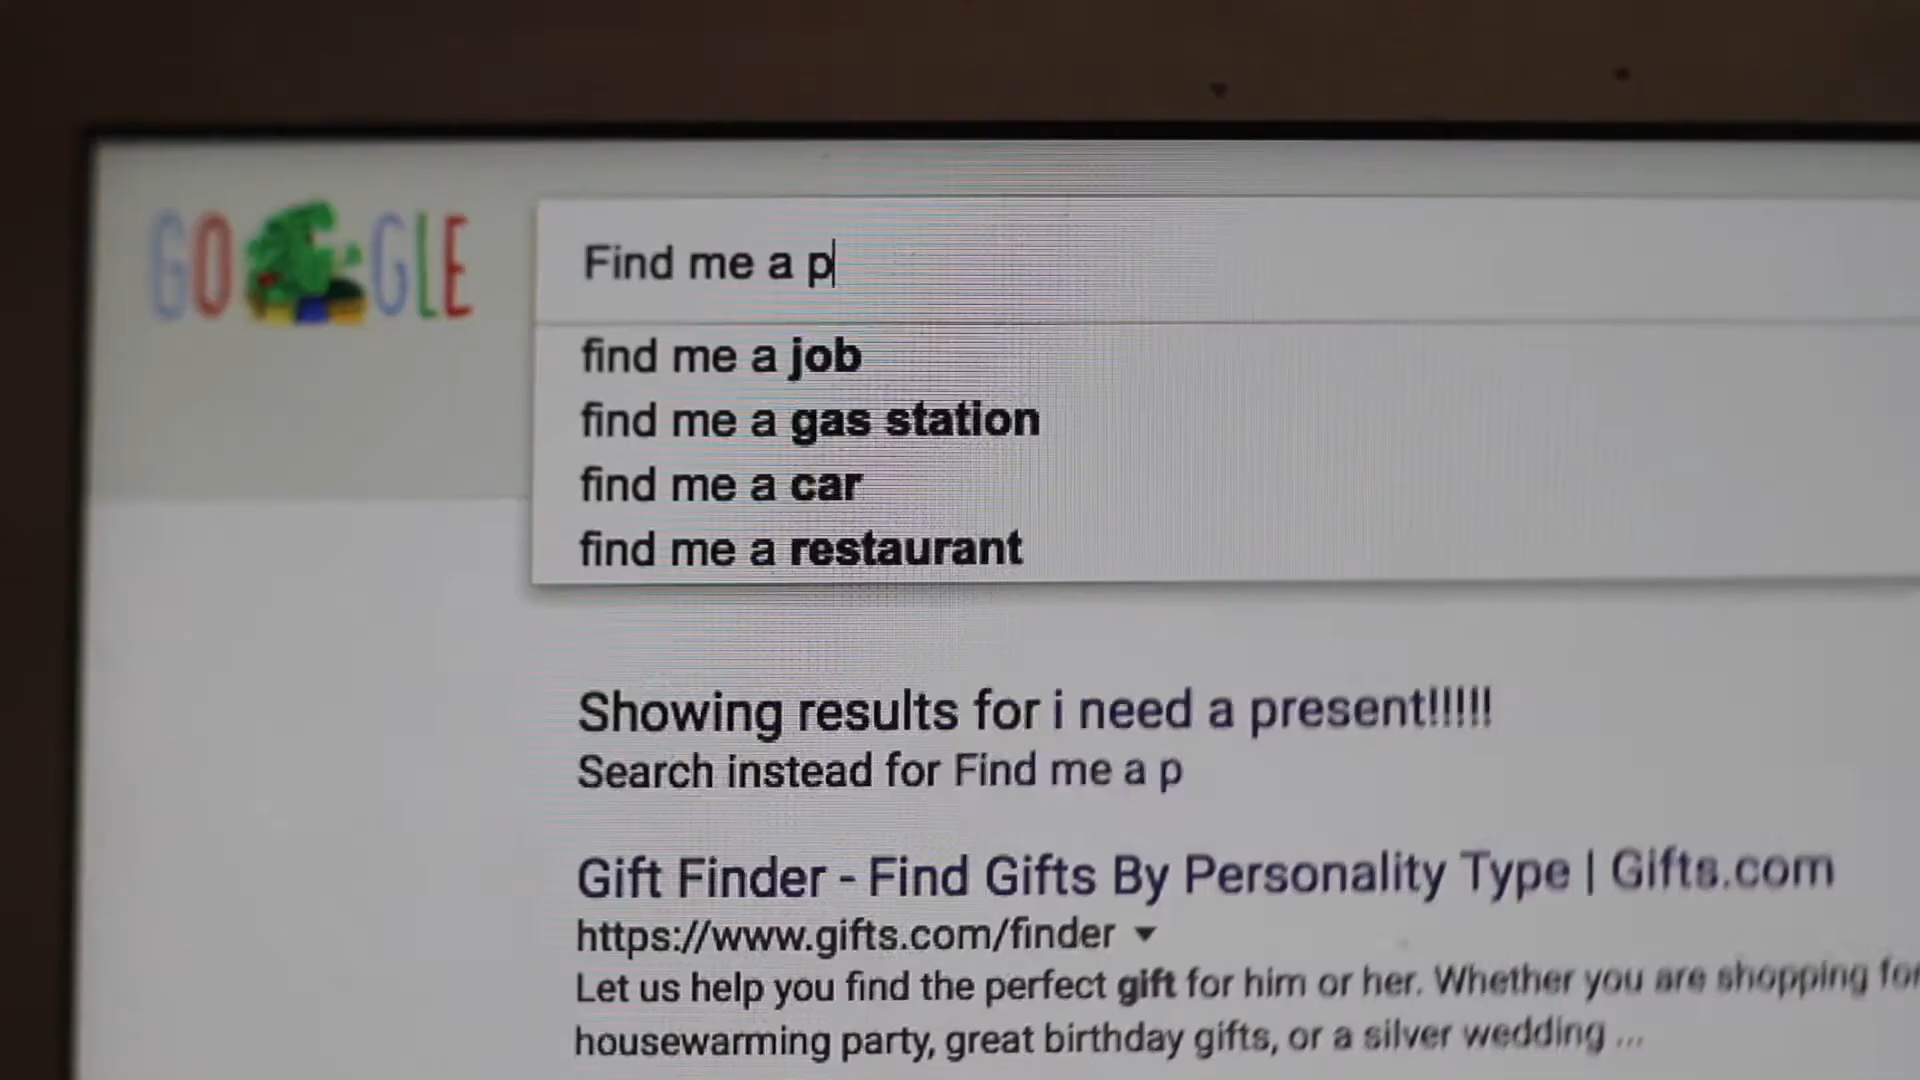 GOOGLE
Find me a p
find me a job
find me a gas station
find me a car
find me a restaurant
Showing results for i need a present!!!!!
Search instead for Find me a p
Gift Finder - Find Gifts By Personality Type | Gifts.com
https://www.gifts.com/finder
Let us help you find the perfect gift for him or her. Whether you are shopping for
housewarming party, great birthday gifts, or a silver wedding ...